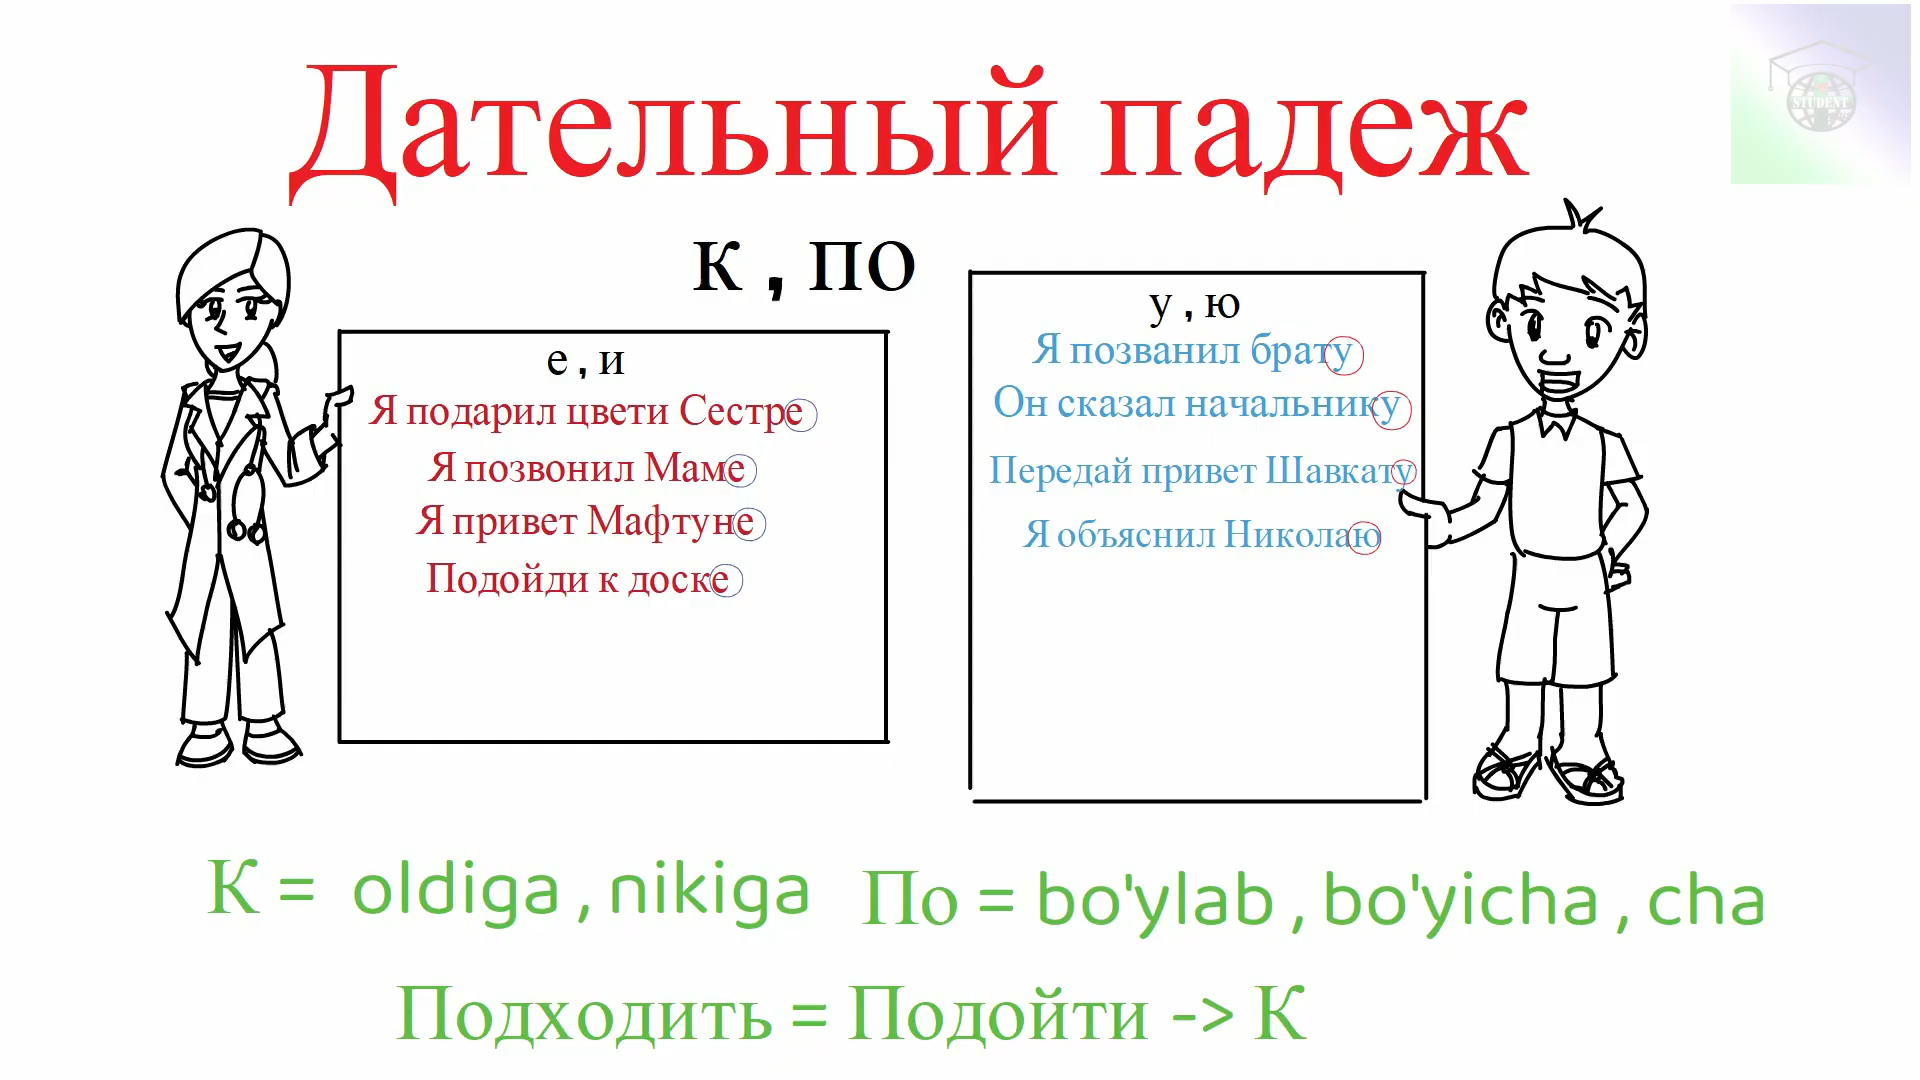 Дательный падеж
STUDENT
к , по
е , и
Я подарил цвети Сестре
Я позвонил Маме
Я привет Мафтуне
Подойди к доске
у , ю
Я позванил брату
Он сказал начальнику
Передай привет Шавкату
Я объяснил Николаю
К = oldiga , nikiga
По = bo'ylab , bo'yicha , cha
Подходить = Подойти -> К